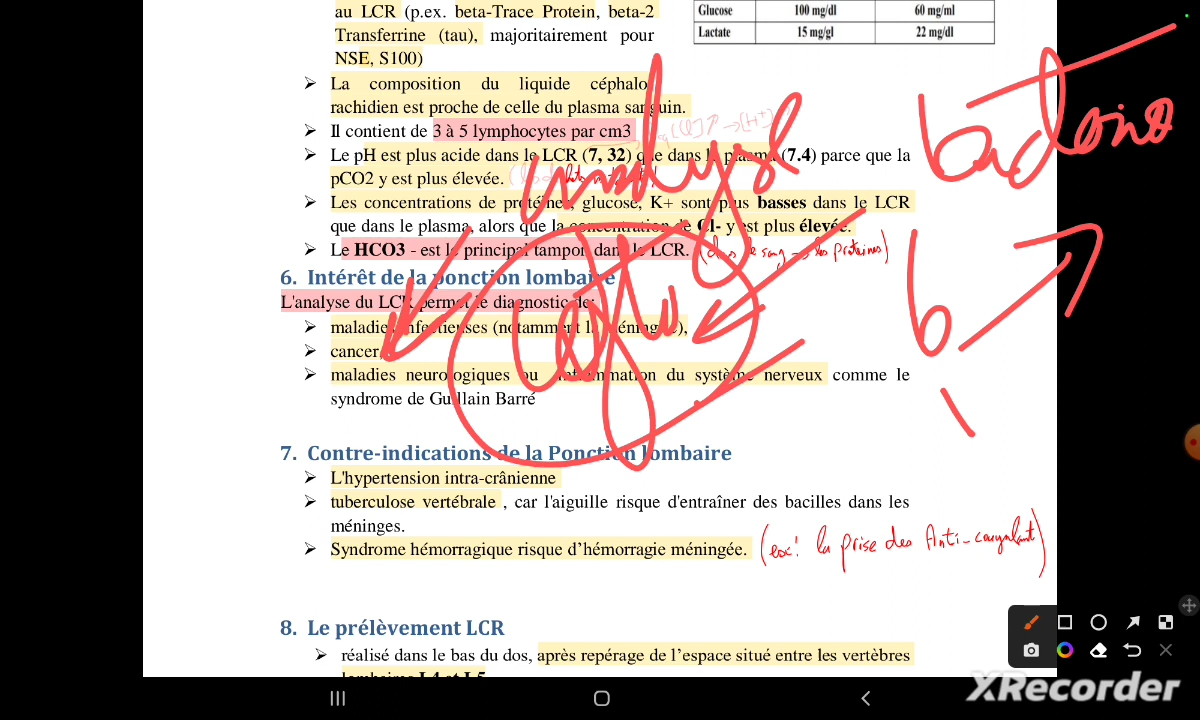 au LCR (p.ex. beta-Trace Protein, beta-2
Transferrine (tau), majoritairement pour
NSE, S100)
Glucose 100 mg/dl 60 mg/ml
Lactate 15 mg/gl 22 mg/dl
➢ La composition du liquide céphalo
rachidien est proche de celle du plasma sanguin.
➢ Il contient de 3 à 5 lymphocytes par cm3
[Cl] ↑ → [H+]
➢ Le pH est plus acide dans le LCR (7, 32) que dans le plasma (7.4) parce que la
pCO2 y est plus élevée.
➢ Les concentrations de protéines, glucose, K+ sont plus basses dans le LCR
que dans le plasma, alors que la concentration de Cl- y est plus élevée.
➢ Le HCO3 - est le principal tampon dans le LCR. (dans le sang → les protéines)
6. Intérêt de la ponction lombaire
L'analyse du LCR permet le diagnostic de:
➢ maladies infectieuses (notamment la méningite),
➢ cancer,
➢ maladies neurologiques ou inflammation du système nerveux comme le
syndrome de Guillain Barré
7. Contre-indications de la Ponction lombaire
➢ L'hypertension intra-crânienne
➢ tuberculose vertébrale , car l'aiguille risque d'entraîner des bacilles dans les
méninges.
➢ Syndrome hémorragique risque d'hémorragie méningée. (ex: la prise des Anti-coagulant)
8. Le prélèvement LCR
➢ réalisé dans le bas du dos, après repérage de l'espace situé entre les vertèbres
lombaires L4 et L5
analyse
XRecorder